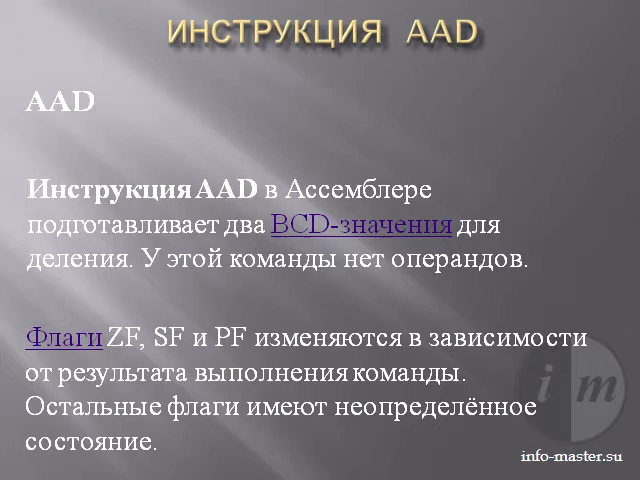 ИНСТРУКЦИЯ AAD
AAD
Инструкция AAD в Ассемблере
подготавливает два BCD-значения для
деления. У этой команды нет операндов.
Флаги ZF, SF и PF изменяются в зависимости
от результата выполнения команды.
Остальные флаги имеют неопределённое
состояние.
im
info-master.su